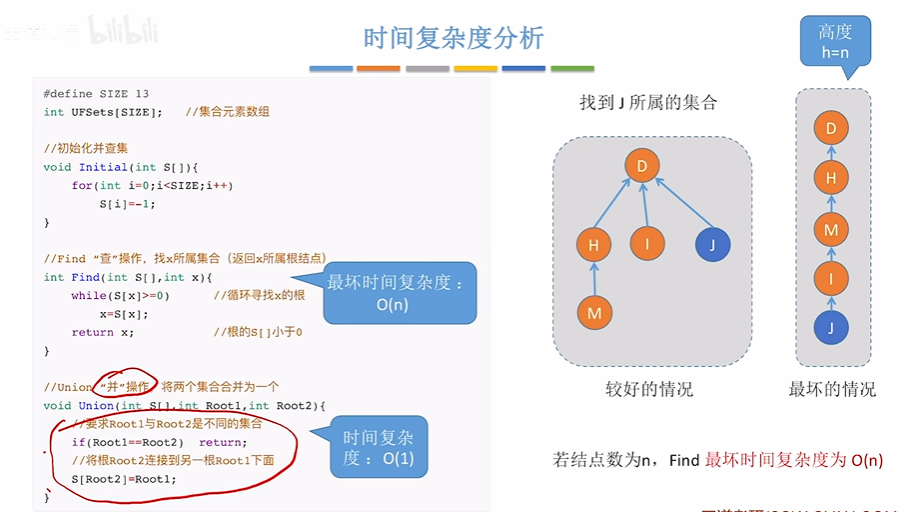 bilibili
时间复杂度分析
#define SIZE 13
int UFSets[SIZE];   //集合元素数组
//初始化并查集
void Initial(int S[]){
    for(int i=0;i<SIZE;i++)
        S[i]=-1;
}
//Find “查”操作，找x所属集合（返回x所属根结点）
int Find(int S[],int x){
    while(S[x]>=0)      //循环寻找x的根
        x=S[x];
    return x;           //根的S[]小于0
}
最坏时间复杂度：
O(n)
//Union “并”操作，将两个集合合并为一个
void Union(int S[],int Root1,int Root2){
    //要求Root1与Root2是不同的集合
    if(Root1==Root2)  return;
    //将根Root2连接到另一根Root1下面
    S[Root2]=Root1;
}
时间复杂
度：O(1)
找到 J 所属的集合
D
H I J
M
较好的情况
高度
h=n
D
H
M
I
J
最坏的情况
若结点数为n，Find 最坏时间复杂度为 O(n)